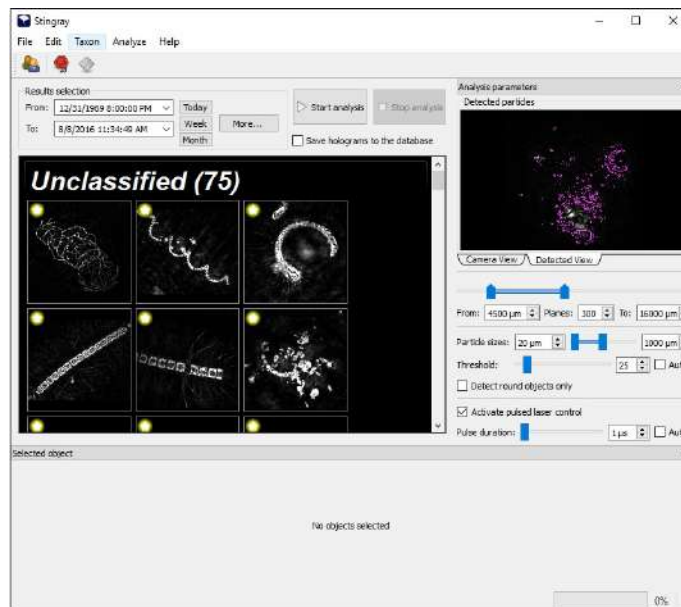 Stingray
File Edit Taxon Analyze Help
Results selection
From: 12/31/1969 8:00:00 PM
To: 8/8/2016 11:34:49 AM
Today
Week
Month
More...
Start analysis
Stop analysis
Save holograms to the database
Unclassified (75)
Analysis parameters
Detected particles
Camera View Detected View
From: 4500 µm Planes: 300 To: 16000 µm
Particle sizes: 20 µm 1000 µm
Threshold: 25 Aut
Detect round objects only
Activate pulsed laser control
Pulse duration: 1 µs Aut
Selected object
No objects selected
0%